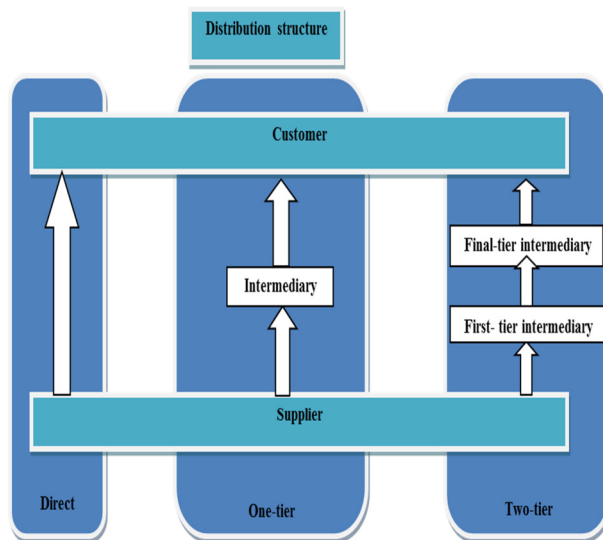 Distribution structure
Customer
Final-tier intermediary
Intermediary
First- tier intermediary
Supplier
Direct
One-tier
Two-tier